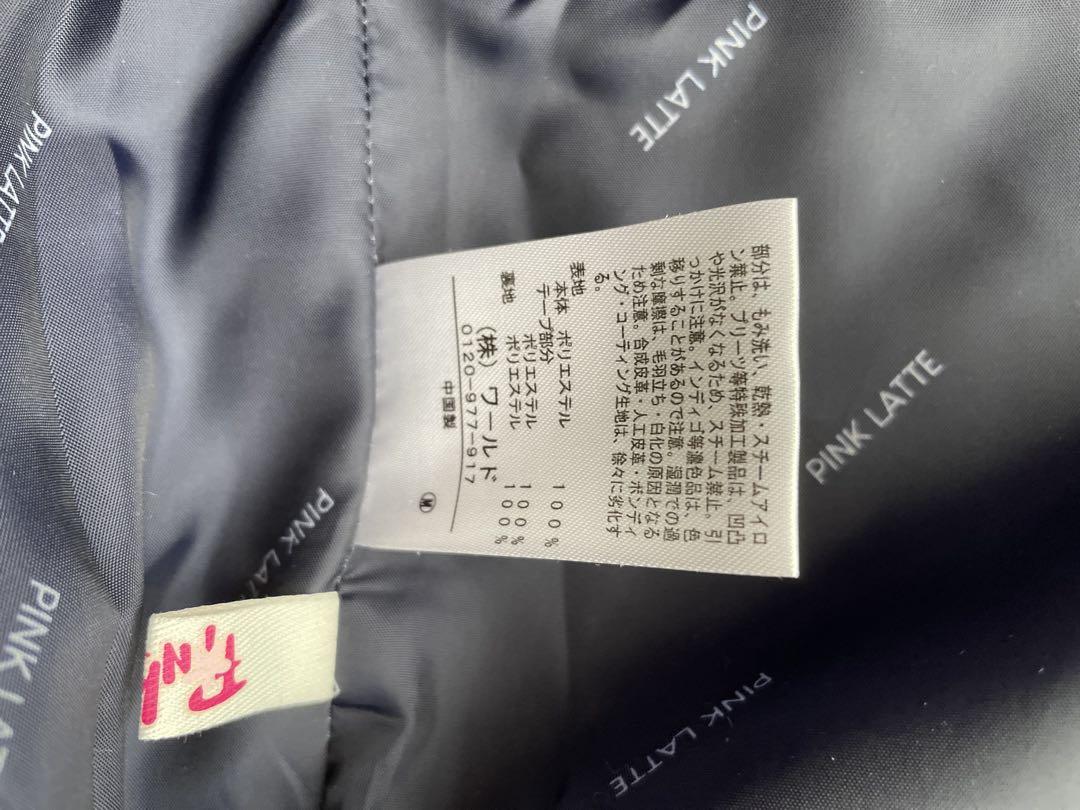 部分は、もみ洗い、乾熱・スチームアイロ
ン禁止。プリーツ等特殊加工製品は、凹凸
や光沢がなくなるため、スチーム禁止。引
っかけに注意。インディゴ等濃色品は、色
移りすることがあるので注意。湿潤での過
剰な摩擦は、毛羽立ち・白化の原因となる
ため注意。合成皮革・人工皮革・ボンディ
ング・コーティング生地は、徐々に劣化す
る。
表地
本体 ポリエステル 100%
テープ部分
ポリエステル 100%
裏地 ポリエステル 100%
(株) ワールド
0120-977-917
中国製
M
PINK LATTE
PINK LATTE
PINK LATTE
PINK LATTE
PINK LATTE
PINK LATTE